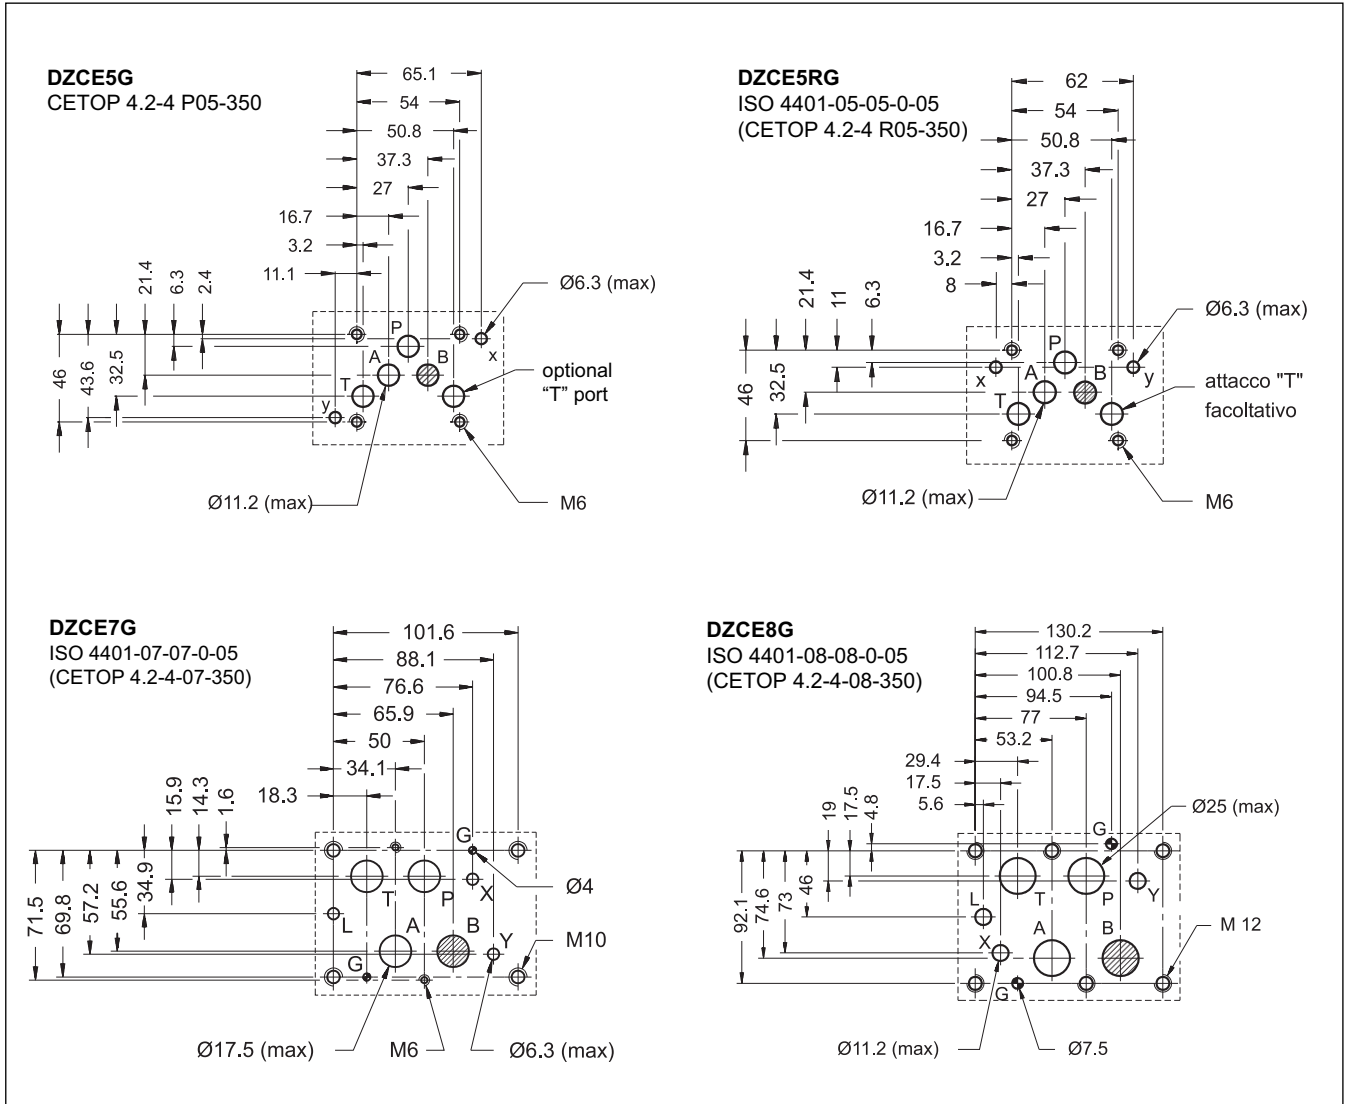 DZCE5G
CETOP 4.2-4 P05-350
65.1
54
50.8
37.3
27
16.7
3.2
11.1
21.4
6.3
2.4
46
43.6
32.5
Ø6.3 (max)
P
x
A
B
T
y
optional
“T” port
Ø11.2 (max)
M6
DZCE5RG
ISO 4401-05-05-0-05
(CETOP 4.2-4 R05-350)
62
54
50.8
37.3
27
16.7
3.2
8
21.4
11
6.3
46
32.5
Ø6.3 (max)
P
x
A
B
y
T
attacco "T"
facoltativo
Ø11.2 (max)
M6
DZCE7G
ISO 4401-07-07-0-05
(CETOP 4.2-4-07-350)
101.6
88.1
76.6
65.9
50
34.1
18.3
15.9
14.3
1.6
71.5
69.8
57.2
55.6
34.9
G
T
P
X
L
A
B
Y
G
Ø4
M10
Ø17.5 (max)
M6
Ø6.3 (max)
DZCE8G
ISO 4401-08-08-0-05
(CETOP 4.2-4-08-350)
130.2
112.7
100.8
94.5
77
53.2
29.4
17.5
5.6
19
17.5
4.8
92.1
74.6
73
46
G
Ø25 (max)
T
P
Y
L
X
A
B
G
M 12
Ø11.2 (max)
Ø7.5